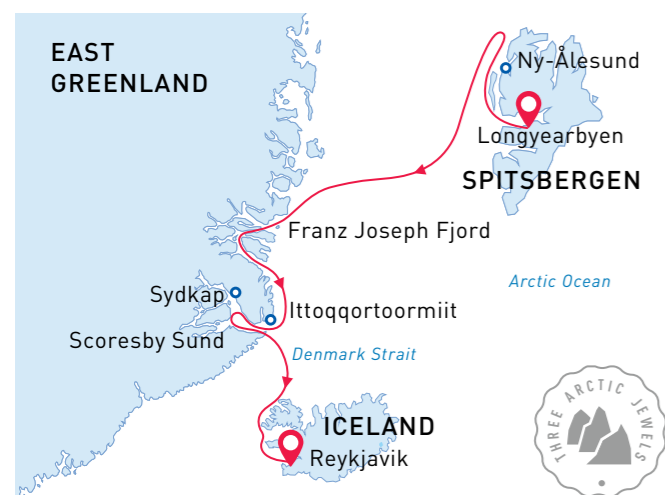 EAST
GREENLAND
Ny-Ålesund
Longyearbyen
SPITSBERGEN
Franz Joseph Fjord
Arctic Ocean
Sydkap
Ittoqqortoormiit
Scoresby Sund
Denmark Strait
ICELAND
Reykjavik
THREE ARCTIC JEWELS